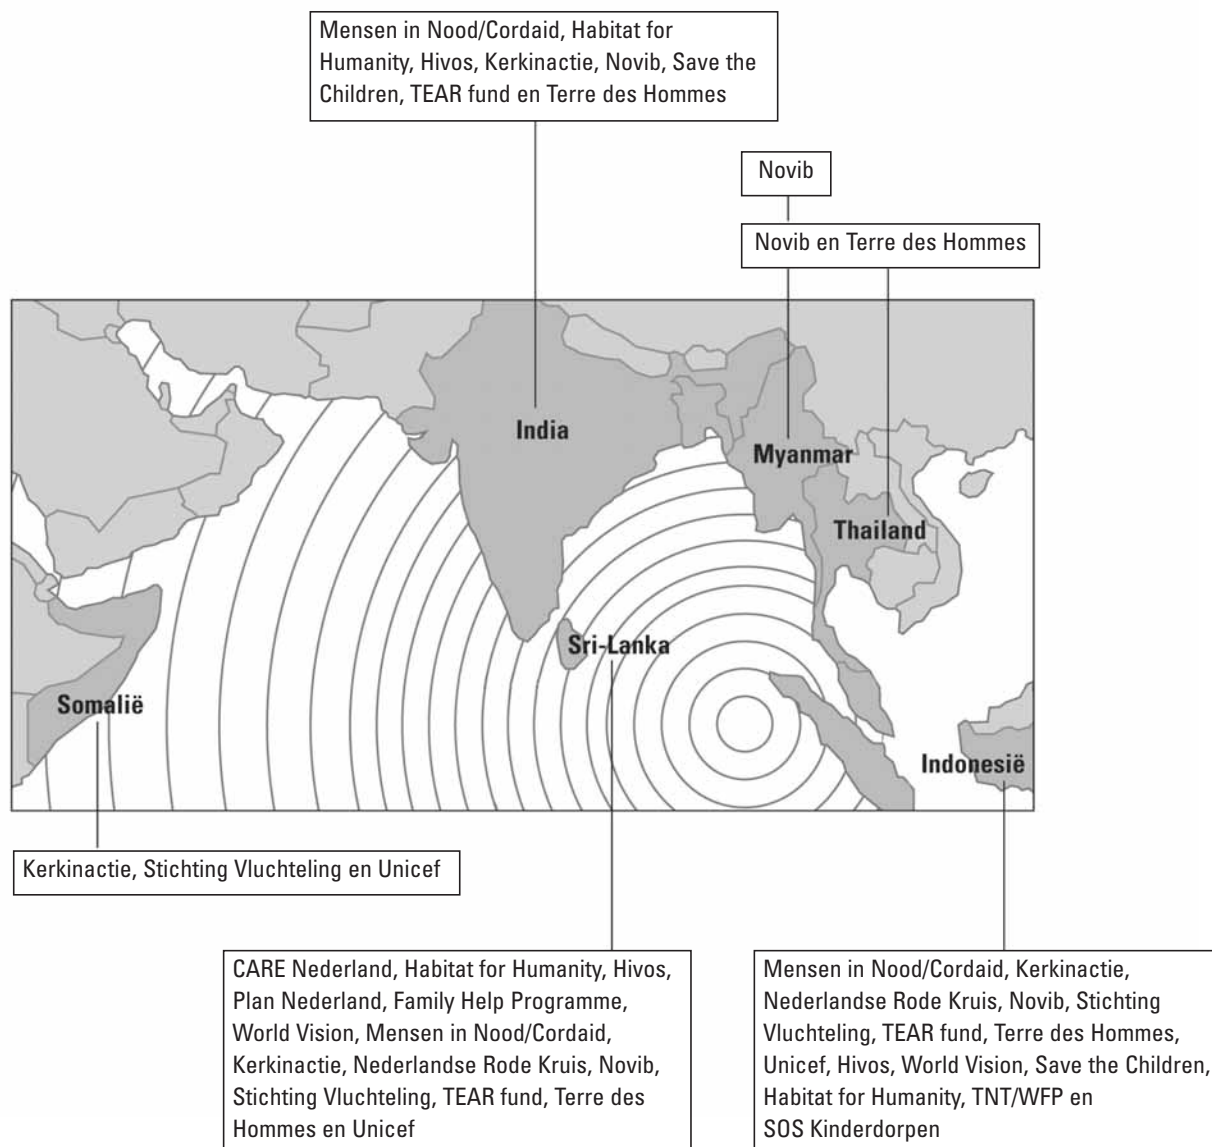 Mensen in Nood/Cordaid, Habitat for
Humanity, Hivos, Kerkinactie, Novib, Save the
Children, TEAR fund en Terre des Hommes
Novib
Novib en Terre des Hommes
India
Myanmar
Thailand
Sri-Lanka
Somalië
Indonesië
Kerkinactie, Stichting Vluchteling en Unicef
CARE Nederland, Habitat for Humanity, Hivos,
Plan Nederland, Family Help Programme,
World Vision, Mensen in Nood/Cordaid,
Kerkinactie, Nederlandse Rode Kruis, Novib,
Stichting Vluchteling, TEAR fund, Terre des
Hommes en Unicef
Mensen in Nood/Cordaid, Kerkinactie,
Nederlandse Rode Kruis, Novib, Stichting
Vluchteling, TEAR fund, Terre des Hommes,
Unicef, Hivos, World Vision, Save the Children,
Habitat for Humanity, TNT/WFP en
SOS Kinderdorpen